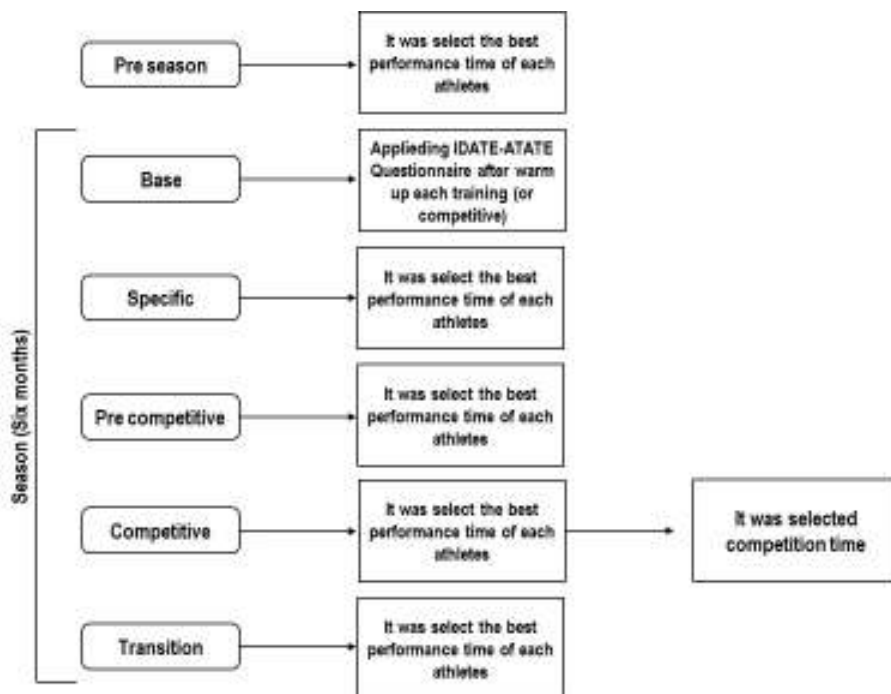 Pre season
It was select the best
performance time of each
athletes
Base
Applieding IDATE-ATATE
Questionnaire after warm
up each training (or
competitive)
Specific
It was select the best
performance time of each
athletes
Season (Six months)
Pre competitive
It was select the best
performance time of each
athletes
Competitive
It was select the best
performance time of each
athletes
It was selected
competition time
Transition
It was select the best
performance time of each
athletes